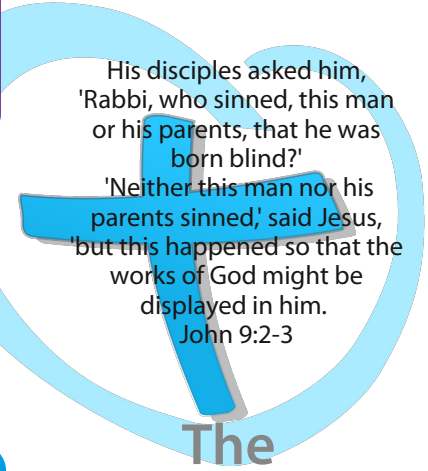 His disciples asked him,
'Rabbi, who sinned, this man
or his parents, that he was
born blind?'
'Neither this man nor his
parents sinned,' said Jesus,
'but this happened so that the
works of God might be
displayed in him.
John 9:2-3
The